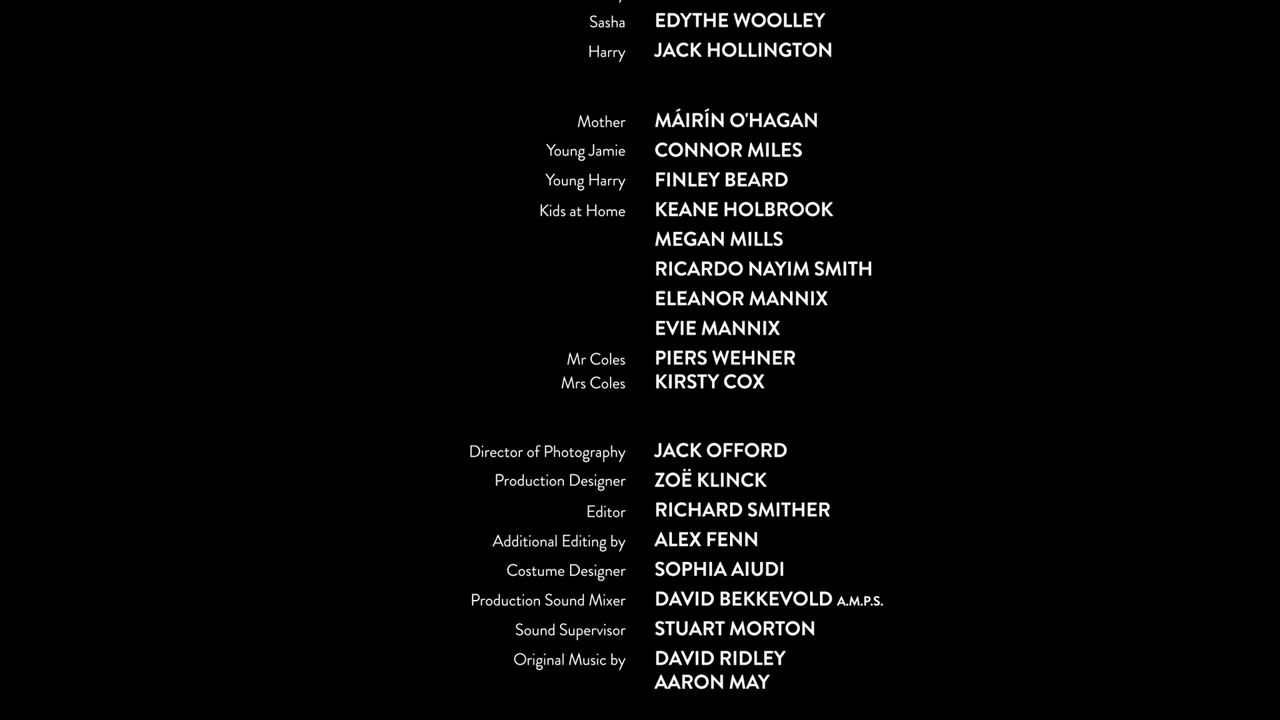 Sasha EDYTHE WOOLLEY
Harry JACK HOLLINGTON
Mother MÁIRÍN O'HAGAN
Young Jamie CONNOR MILES
Young Harry FINLEY BEARD
Kids at Home KEANE HOLBROOK
MEGAN MILLS
RICARDO NAYIM SMITH
ELEANOR MANNIX
EVIE MANNIX
Mr Coles PIERS WEHNER
Mrs Coles KIRSTY COX
Director of Photography JACK OFFORD
Production Designer ZOË KLINCK
Editor RICHARD SMITHER
Additional Editing by ALEX FENN
Costume Designer SOPHIA AIUDI
Production Sound Mixer DAVID BEKKEVOLD A.M.P.S.
Sound Supervisor STUART MORTON
Original Music by DAVID RIDLEY
AARON MAY